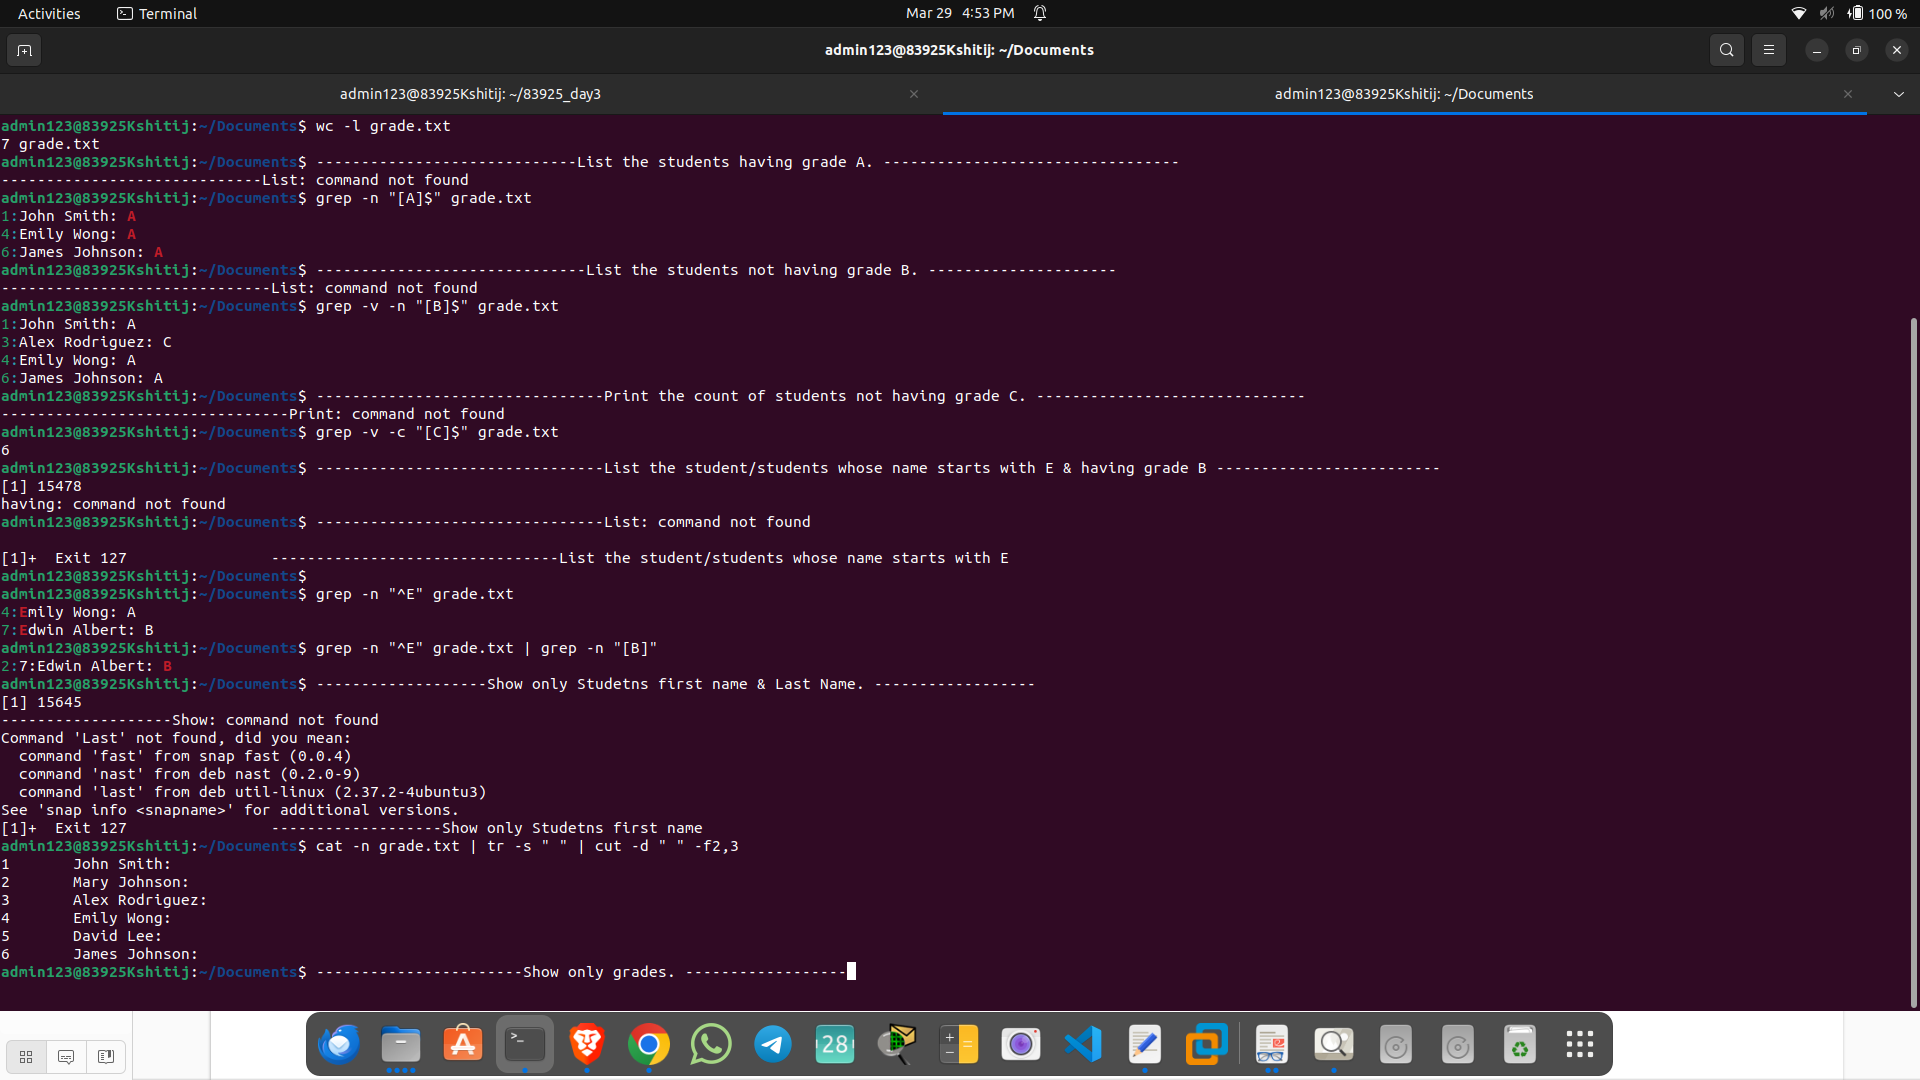 Activities Terminal Mar 29 4:53 PM 100 %
admin123@83925Kshitij: ~/Documents
admin123@83925Kshitij: ~/83925_day3 admin123@83925Kshitij: ~/Documents
admin123@83925Kshitij:~/Documents$ wc -l grade.txt
7 grade.txt
admin123@83925Kshitij:~/Documents$ -----------------------------List the students having grade A. ---------------------------------
-----------------------------List: command not found
admin123@83925Kshitij:~/Documents$ grep -n "[A]$" grade.txt
1:John Smith: A
4:Emily Wong: A
6:James Johnson: A
admin123@83925Kshitij:~/Documents$ ------------------------------List the students not having grade B. ---------------------
------------------------------List: command not found
admin123@83925Kshitij:~/Documents$ grep -v -n "[B]$" grade.txt
1:John Smith: A
3:Alex Rodriguez: C
4:Emily Wong: A
6:James Johnson: A
admin123@83925Kshitij:~/Documents$ --------------------------------Print the count of students not having grade C. ------------------------------
--------------------------------Print: command not found
admin123@83925Kshitij:~/Documents$ grep -v -c "[C]$" grade.txt
6
admin123@83925Kshitij:~/Documents$ --------------------------------List the student/students whose name starts with E & having grade B -------------------------
[1] 15478
having: command not found
admin123@83925Kshitij:~/Documents$ --------------------------------List: command not found
[1]+  Exit 127                --------------------------------List the student/students whose name starts with E
admin123@83925Kshitij:~/Documents$
admin123@83925Kshitij:~/Documents$ grep -n "^E" grade.txt
4:Emily Wong: A
7:Edwin Albert: B
admin123@83925Kshitij:~/Documents$ grep -n "^E" grade.txt | grep -n "[B]"
2:7:Edwin Albert: B
admin123@83925Kshitij:~/Documents$ -------------------Show only Studetns first name & Last Name. ------------------
[1] 15645
-------------------Show: command not found
Command 'Last' not found, did you mean:
  command 'fast' from snap fast (0.0.4)
  command 'nast' from deb nast (0.2.0-9)
  command 'last' from deb util-linux (2.37.2-4ubuntu3)
See 'snap info <snapname>' for additional versions.
[1]+  Exit 127                -------------------Show only Studetns first name
admin123@83925Kshitij:~/Documents$ cat -n grade.txt | tr -s " " | cut -d " " -f2,3
1       John Smith:
2       Mary Johnson:
3       Alex Rodriguez:
4       Emily Wong:
5       David Lee:
6       James Johnson:
admin123@83925Kshitij:~/Documents$ -----------------------Show only grades. ------------------
28